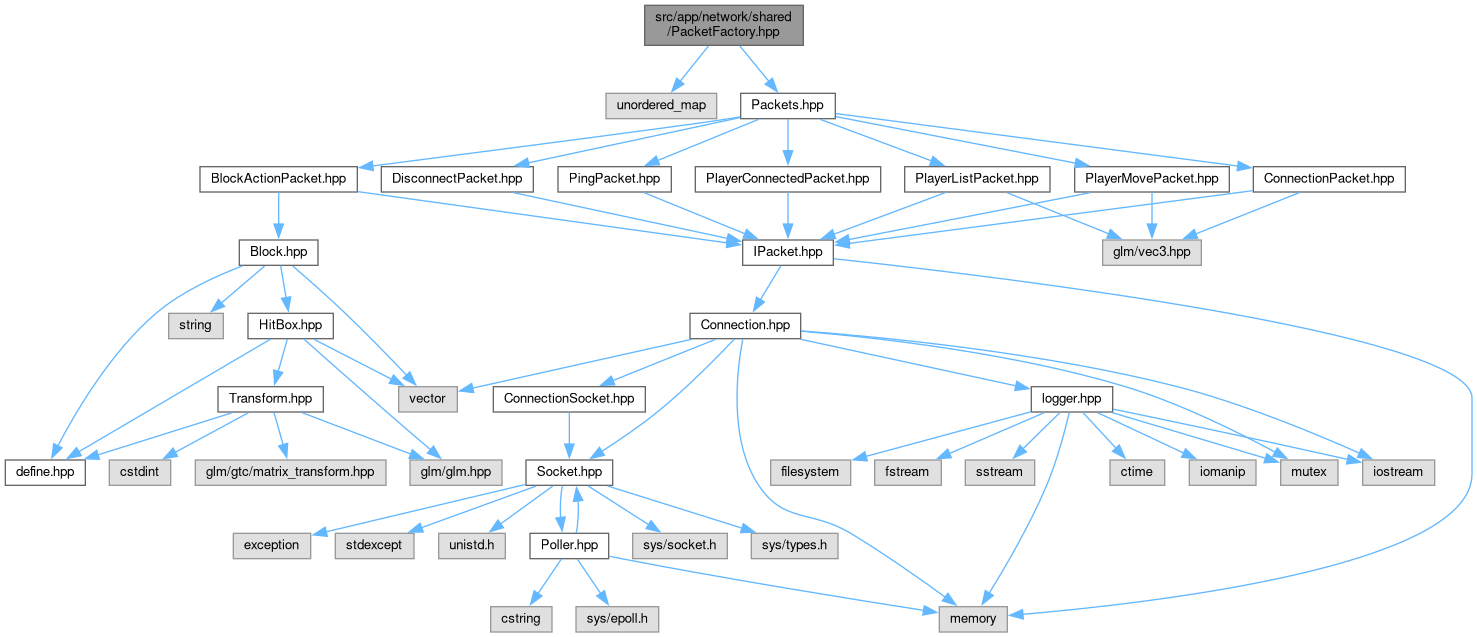 src/app/network/shared
/PacketFactory.hpp
unordered_map
Packets.hpp
BlockActionPacket.hpp
DisconnectPacket.hpp
PingPacket.hpp
PlayerConnectedPacket.hpp
PlayerListPacket.hpp
PlayerMovePacket.hpp
ConnectionPacket.hpp
Block.hpp
IPacket.hpp
glm/vec3.hpp
string
HitBox.hpp
Connection.hpp
Transform.hpp
vector
ConnectionSocket.hpp
logger.hpp
define.hpp
cstdint
glm/gtc/matrix_transform.hpp
glm/glm.hpp
Socket.hpp
filesystem
fstream
sstream
ctime
iomanip
mutex
iostream
exception
stdexcept
unistd.h
Poller.hpp
sys/socket.h
sys/types.h
cstring
sys/epoll.h
memory